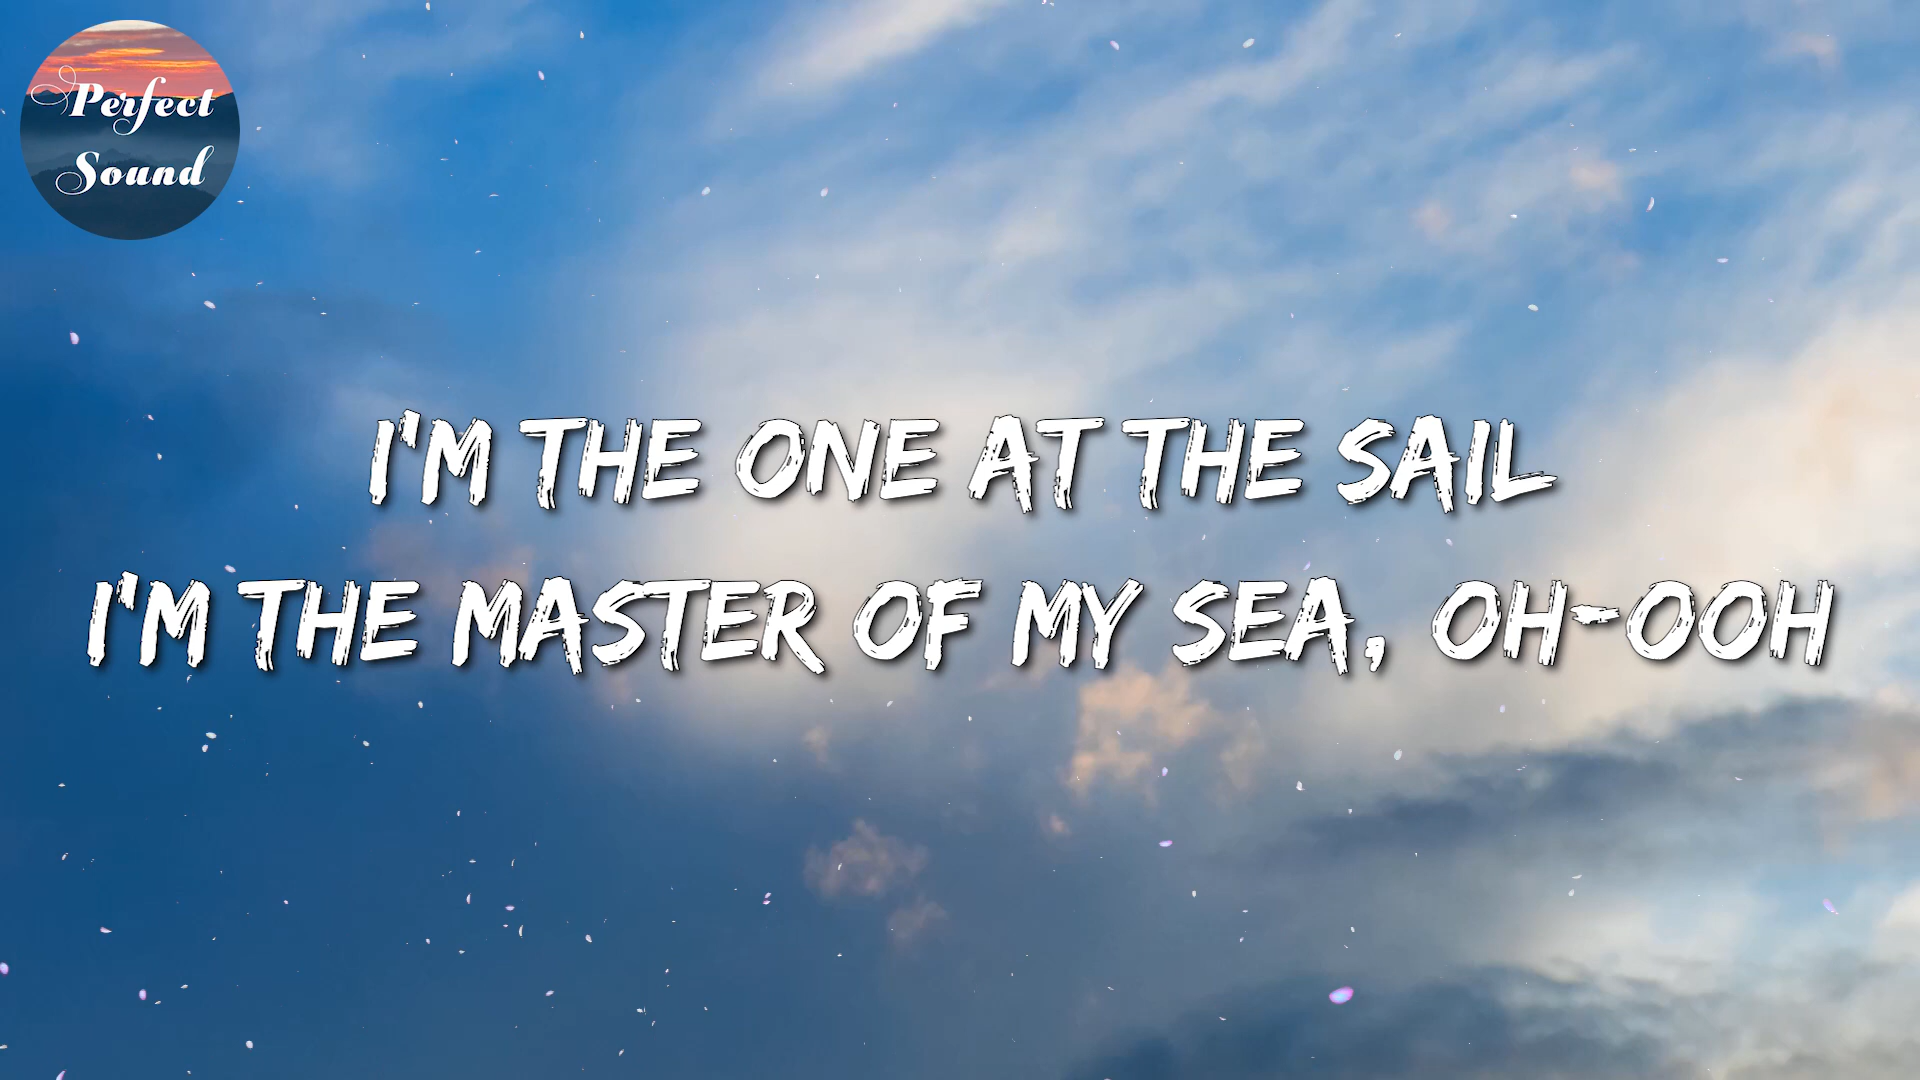 Perfect
Sound
I'M THE ONE AT THE SAIL
I'M THE MASTER OF MY SEA, OH-OOH